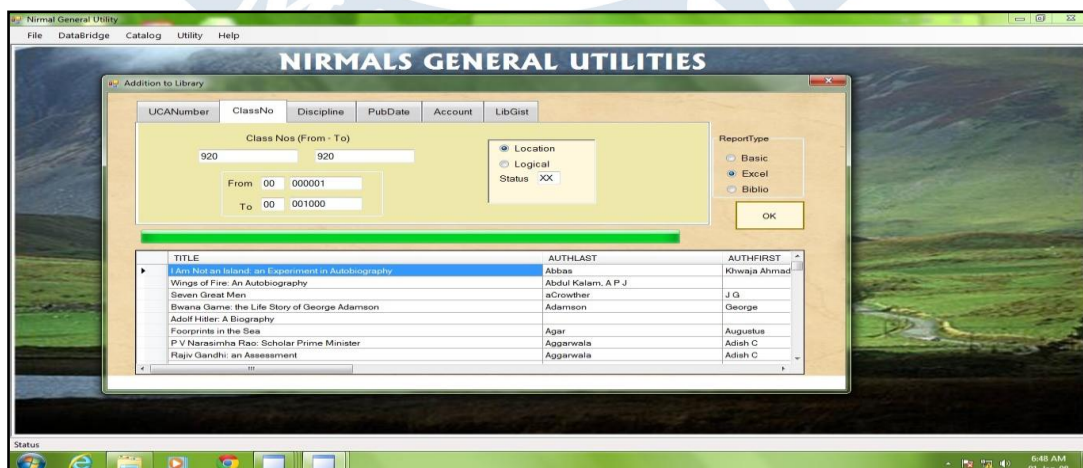 Nirmal General Utility
File DataBridge Catalog Utility Help
NIRMALS GENERAL UTILITIES
Addition to Library
UCANumber ClassNo Discipline PubDate Account LibGist
Class Nos (From - To)
920 920
From 00 000001
To 00 001000
Location
Logical
Status XX
ReportType
Basic
Excel
Biblio
OK
TITLE AUTHLAST AUTHFIRST
I Am Not an Island: an Experiment in Autobiography Abbas Khwaja Ahmad
Wings of Fire: An Autobiography Abdul Kalam, A P J
Seven Great Men aCrowther J G
Bwana Game: the Life Story of George Adamson Adamson George
Adolf Hitler: A Biography
Foorprints in the Sea Agar Augustus
P V Narasimha Rao: Scholar Prime Minister Aggarwala Adish C
Rajiv Gandhi: an Assessment Aggarwala Adish C
Status
6:48 AM